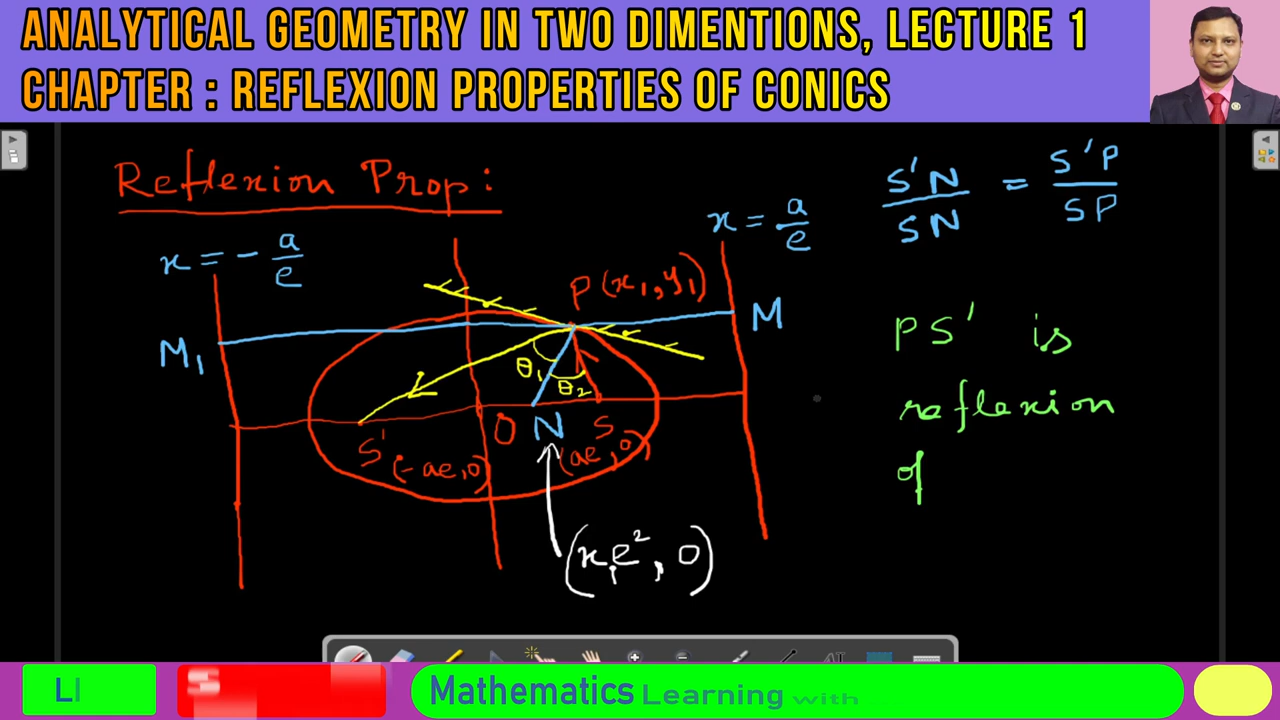 ANALYTICAL GEOMETRY IN TWO DIMENTIONS, LECTURE 1
CHAPTER : REFLEXION PROPERTIES OF CONICS
Reflexion Prop :
S'N / SN = S'P / SP
x = - a/e
x = a/e
P (x₁, y₁)
M₁
M
θ₁
θ₂
S' (-ae, 0)
O
N
S (ae, 0)
(x₁e², 0)
PS' is
reflexion
of
LI
S
Mathematics Learning with